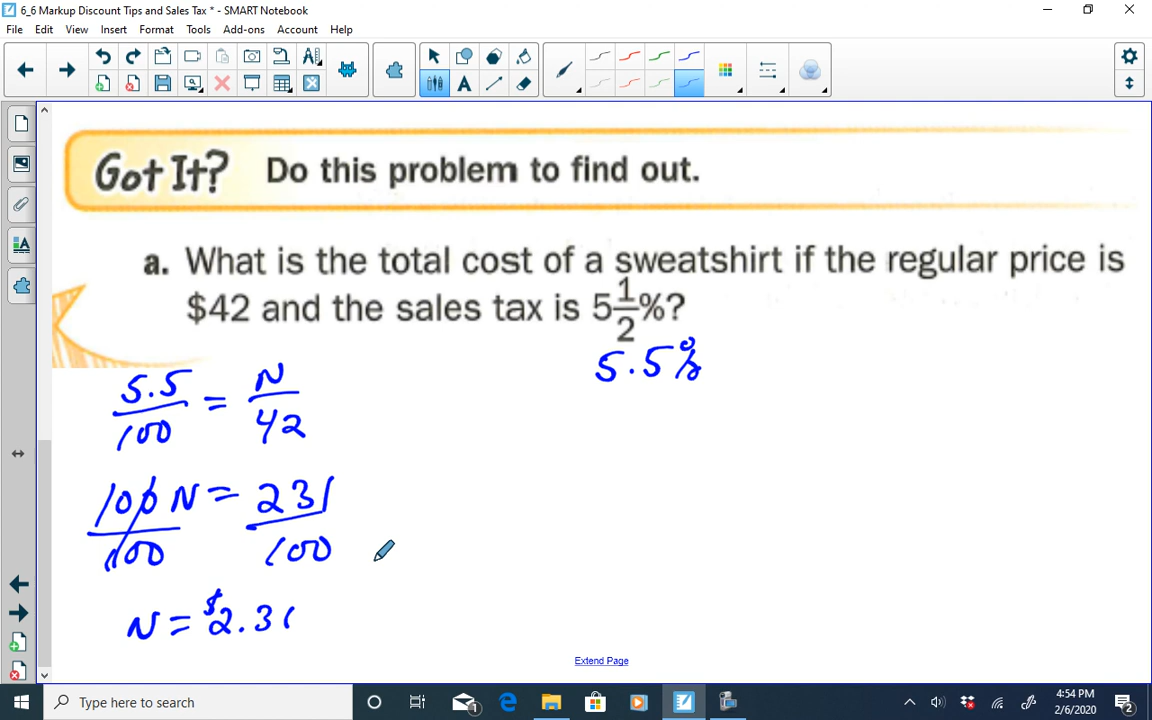 6_6 Markup Discount Tips and Sales Tax * - SMART Notebook
File Edit View Insert Format Tools Add-ons Account Help
Got It? Do this problem to find out.
a. What is the total cost of a sweatshirt if the regular price is
$42 and the sales tax is 5 1/2 %?
5.5%
5.5/100 = N/42
100N/100 = 231/100
N = $2.31
Extend Page
Type here to search
1
4:54 PM
2/6/2020
2